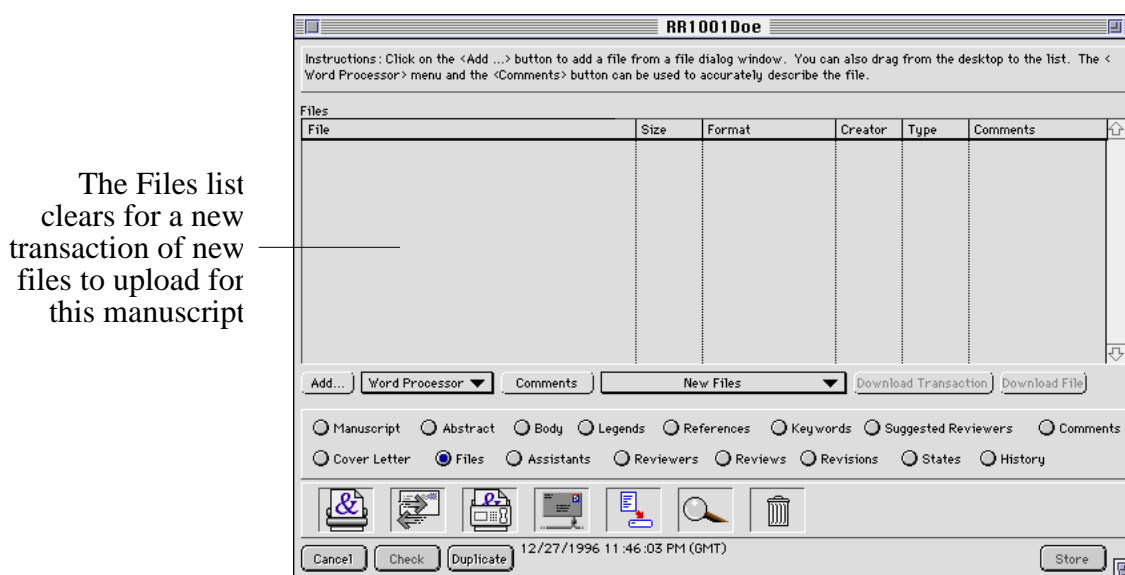 RR1001Doe
Instructions: Click on the <Add ...> button to add a file from a file dialog window. You can also drag from the desktop to the list. The <
Word Processor> menu and the <Comments> button can be used to accurately describe the file.
Files
File Size Format Creator Type Comments
The Files list
clears for a new
transaction of new
files to upload for
this manuscript
Add... Word Processor Comments New Files Download Transaction Download File
Manuscript Abstract Body Legends References Keywords Suggested Reviewers Comments
Cover Letter Files Assistants Reviewers Reviews Revisions States History
&
&
Cancel Check Duplicate 12/27/1996 11:46:03 PM (GMT) Store